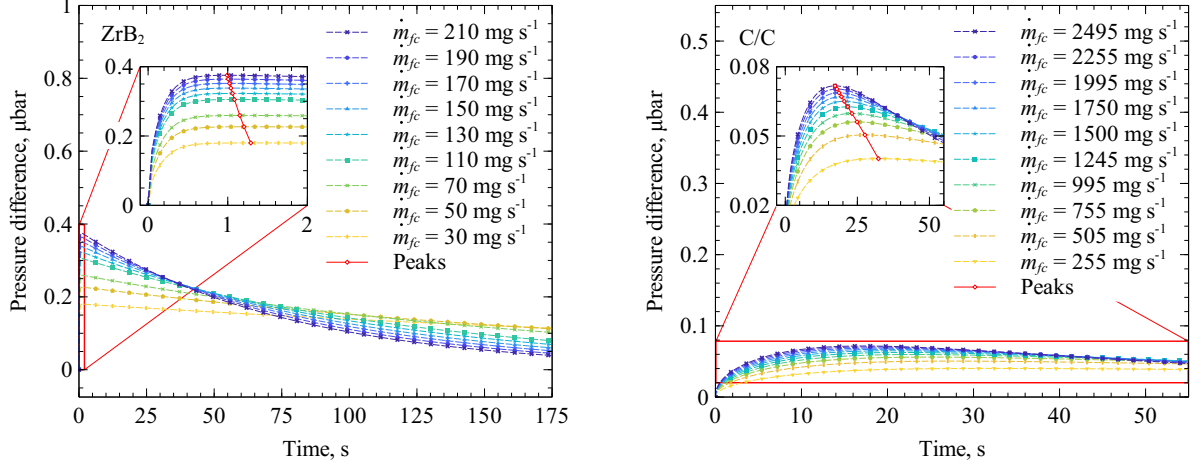 ZrB2
ṁfc = 210 mg s-1
ṁfc = 190 mg s-1
ṁfc = 170 mg s-1
ṁfc = 150 mg s-1
ṁfc = 130 mg s-1
ṁfc = 110 mg s-1
ṁfc = 70 mg s-1
ṁfc = 50 mg s-1
ṁfc = 30 mg s-1
Peaks
Pressure difference, μbar
1
0.8
0.6
0.4
0.2
0
0.4
0.2
0
0 1 2
0 25 50 75 100 125 150 175
Time, s
C/C
ṁfc = 2495 mg s-1
ṁfc = 2255 mg s-1
ṁfc = 1995 mg s-1
ṁfc = 1750 mg s-1
ṁfc = 1500 mg s-1
ṁfc = 1245 mg s-1
ṁfc = 995 mg s-1
ṁfc = 755 mg s-1
ṁfc = 505 mg s-1
ṁfc = 255 mg s-1
Peaks
Pressure difference, μbar
0.5
0.4
0.3
0.2
0.1
0
0.08
0.05
0.02
0 25 50
0 10 20 30 40 50
Time, s